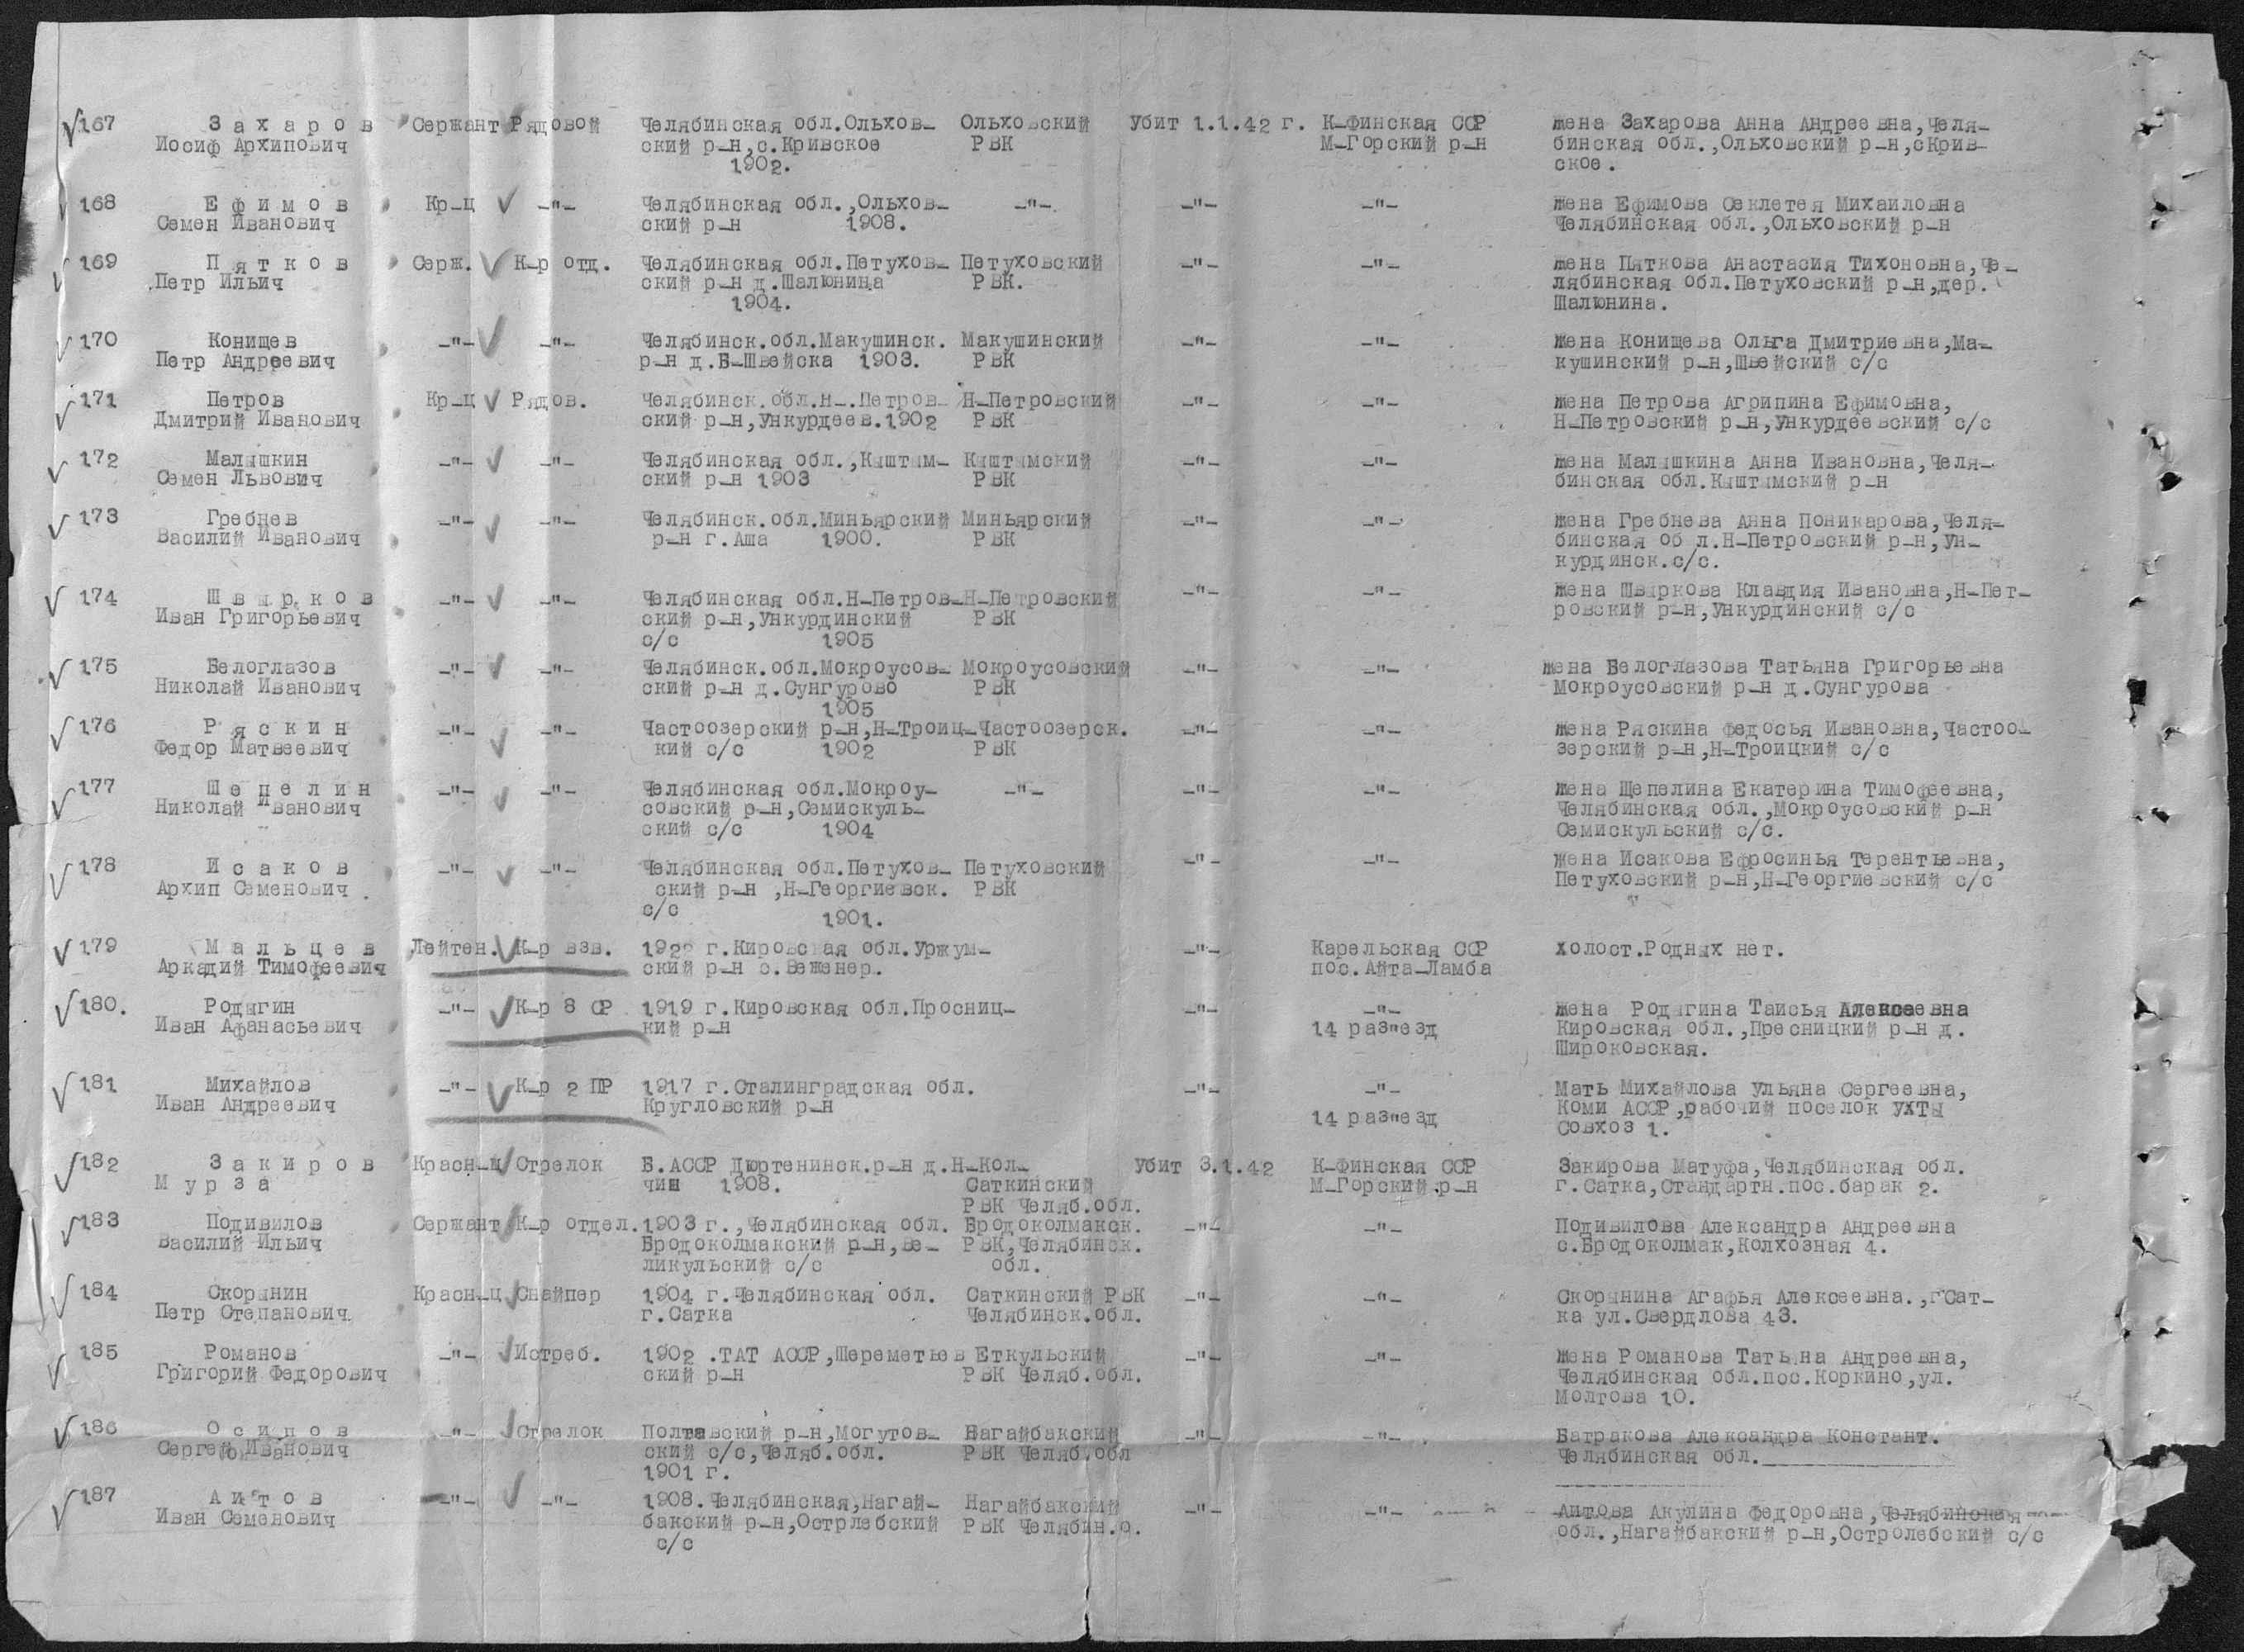 167 Захаров Сержант Рядовой Челябинская обл.Ольхов- Ольховский Убит 1.1.42 г. К-Финская ССР жена Захарова Анна Андреевна,Челя-
Иосиф Архипович ский р-н,с.Кривское РВК М-Горский р-н бинская обл.,Ольховский р-н,сКрив-
1902. ское.
168 Ефимов Кр-ц -"- Челябинская обл.,Ольхов- -"- -"- -"- жена Ефимова Секлетея Михаиловна
Семен Иванович ский р-н 1908. Челябинская обл.,Ольховский р-н
169 Пятков Серж. К-р отд. Челябинская обл.Петухов- Петуховский -"- -"- жена Пяткова Анастасия Тихоновна,Че-
Петр Ильич ский р-н д.Шалюнина РВК. лябинская обл.Петуховский р-н,дер.
1904. Шалюнина.
170 Конищев -"- -"- Челябинск.обл.Макушинск. Макушинский -"- -"- жена Конищева Ольга Дмитриевна,Ма-
Петр Андреевич р-н д.Б-Швейска 1903. РВК кушинский р-н,Швейский с/с
171 Петров Кр-ц Рядов. Челябинск.обл.Н-.Петров- Н-Петровский -"- -"- жена Петрова Агрипина Ефимовна,
Дмитрий Иванович ский р-н,Ункурдеев.1902 РВК Н-Петровский р-н,Ункурдеевский с/с
172 Малышкин -"- -"- Челябинская обл.,Кыштым- Кыштымский -"- -"- жена Малышкина Анна Ивановна,Челя-
Семен Львович ский р-н 1903 РВК бинская обл.Кыштымский р-н
173 Гребнев -"- -"- Челябинск.обл.Миньярский Миньярский -"- -"- жена Гребнева Анна Поникарова,Челя-
Василий Иванович р-н г.Аша 1900. РВК бинская об л.Н-Петровский р-н,Ун-
курдинск.с/с.
174 Швырков -"- -"- Челябинская обл.Н-Петров-Н-Петровский -"- -"- жена Швыркова Клавдия Ивановна,Н-Пет-
Иван Григорьевич ский р-н,Ункурдинский РВК ровский р-н,Ункурдинский с/с
с/с 1905
175 Белоглазов -"- -"- Челябинск.обл.Мокроусов- Мокроусовский -"- -"- жена Белоглазова Татьяна Григорьевна
Николай Иванович ский р-н д.Сунгурово РВК Мокроусовский р-н д.Сунгурова
1905
176 Ряскин -"- -"- Частоозерский р-н,Н-Троиц-Частоозерск. -"- -"- жена Ряскина Федосья Ивановна,Частоо-
Федор Матвеевич кий с/с 1902 РВК зерский р-н,Н-Троицкий с/с
177 Шепелин -"- -"- Челябинская обл.Мокроу- -"- -"- -"- жена Щепелина Екатерина Тимофеевна,
Николай Иванович совский р-н,Семискуль- Челябинская обл.,Мокроусовский р-н
ский с/с 1904 Семискульский с/с.
178 Исаков -"- -"- Челябинская обл.Петухов- Петуховский -"- -"- жена Исакова Ефросинья Терентьевна,
Архип Семенович ский р-н ,Н-Георгиевск. РВК Петуховский р-н,Н-Георгиевский с/с
с/с 1901.
179 Мальцев Лейтен. К-р взв. 1922 г.Кировская обл.Уржум- -"- Карельская ССР холост.Родных нет.
Аркадий Тимофеевич ский р-н с.Веженер. пос.Айта-Ламба
180. Родыгин -"- К-р 8 СР 1919 г.Кировская обл.Просниц- -"- -"- жена Родыгина Таисья Алексеевна
Иван Афанасьевич кий р-н 14 разъезд Кировская обл.,Пресницкий р-н д.
Широковская.
181 Михайлов -"- К-р 2 ПР 1917 г.Сталинградская обл. -"- -"- Мать Михайлова Ульяна Сергеевна,
Иван Андреевич Кругловский р-н 14 разъезд Коми АССР,рабочий поселок УХТЫ
Совхоз 1.
182 Закиров Красн-ц Стрелок Б.АССР Дюртенинск.р-н д.Н-Кол- Убит 3.1.42 К-Финская ССР Закирова Матуфа,Челябинская обл.
Мурза чин 1908. Саткинский М-Горский р-н г.Сатка,Стандартн.пос.барак 2.
РВК Челяб.обл.
183 Подивилов Сержант К-р отдел.1903 г.,Челябинская обл. Бродоколмакск. -"- -"- Подивилова Александра Андреевна
Василий Ильич Бродоколмакский р-н,Ве- РВК,Челябинск. с.Бродоколмак,Колхозная 4.
ликульский с/с обл.
184 Скорынин Красн-ц Снайпер 1904 г.Челябинская обл. Саткинский РВК -"- -"- Скорынина Агафья Алексеевна.,г Сат-
Петр Степанович г.Сатка Челябинск.обл. ка ул.Свердлова 43.
185 Романов -"- Истреб. 1902 .ТАТ АССР,Шереметьев Еткульский -"- -"- жена Романова Татьяна Андреевна,
Григорий Федорович ский р-н РВК Челяб.обл. Челябинская обл.пос.Коркино,ул.
Молтова 10.
186 Осипов -"- Стрелок Полтавский р-н,Могутов- Нагайбакский -"- -"- Батракова Александра Констант.
Сергей Иванович ский с/с,Челяб.обл. РВК Челяб.обл Челябинская обл.
1901 г.
187 Аитов -"- -"- 1908.Челябинская,Нагай- Нагайбакский -"- -"- Аитова Акулина Федоровна,Челябинская
Иван Семенович бакский р-н,Острлебский РВК Челябин.о. обл.,Нагайбакский р-н,Остролебский с/с
с/с